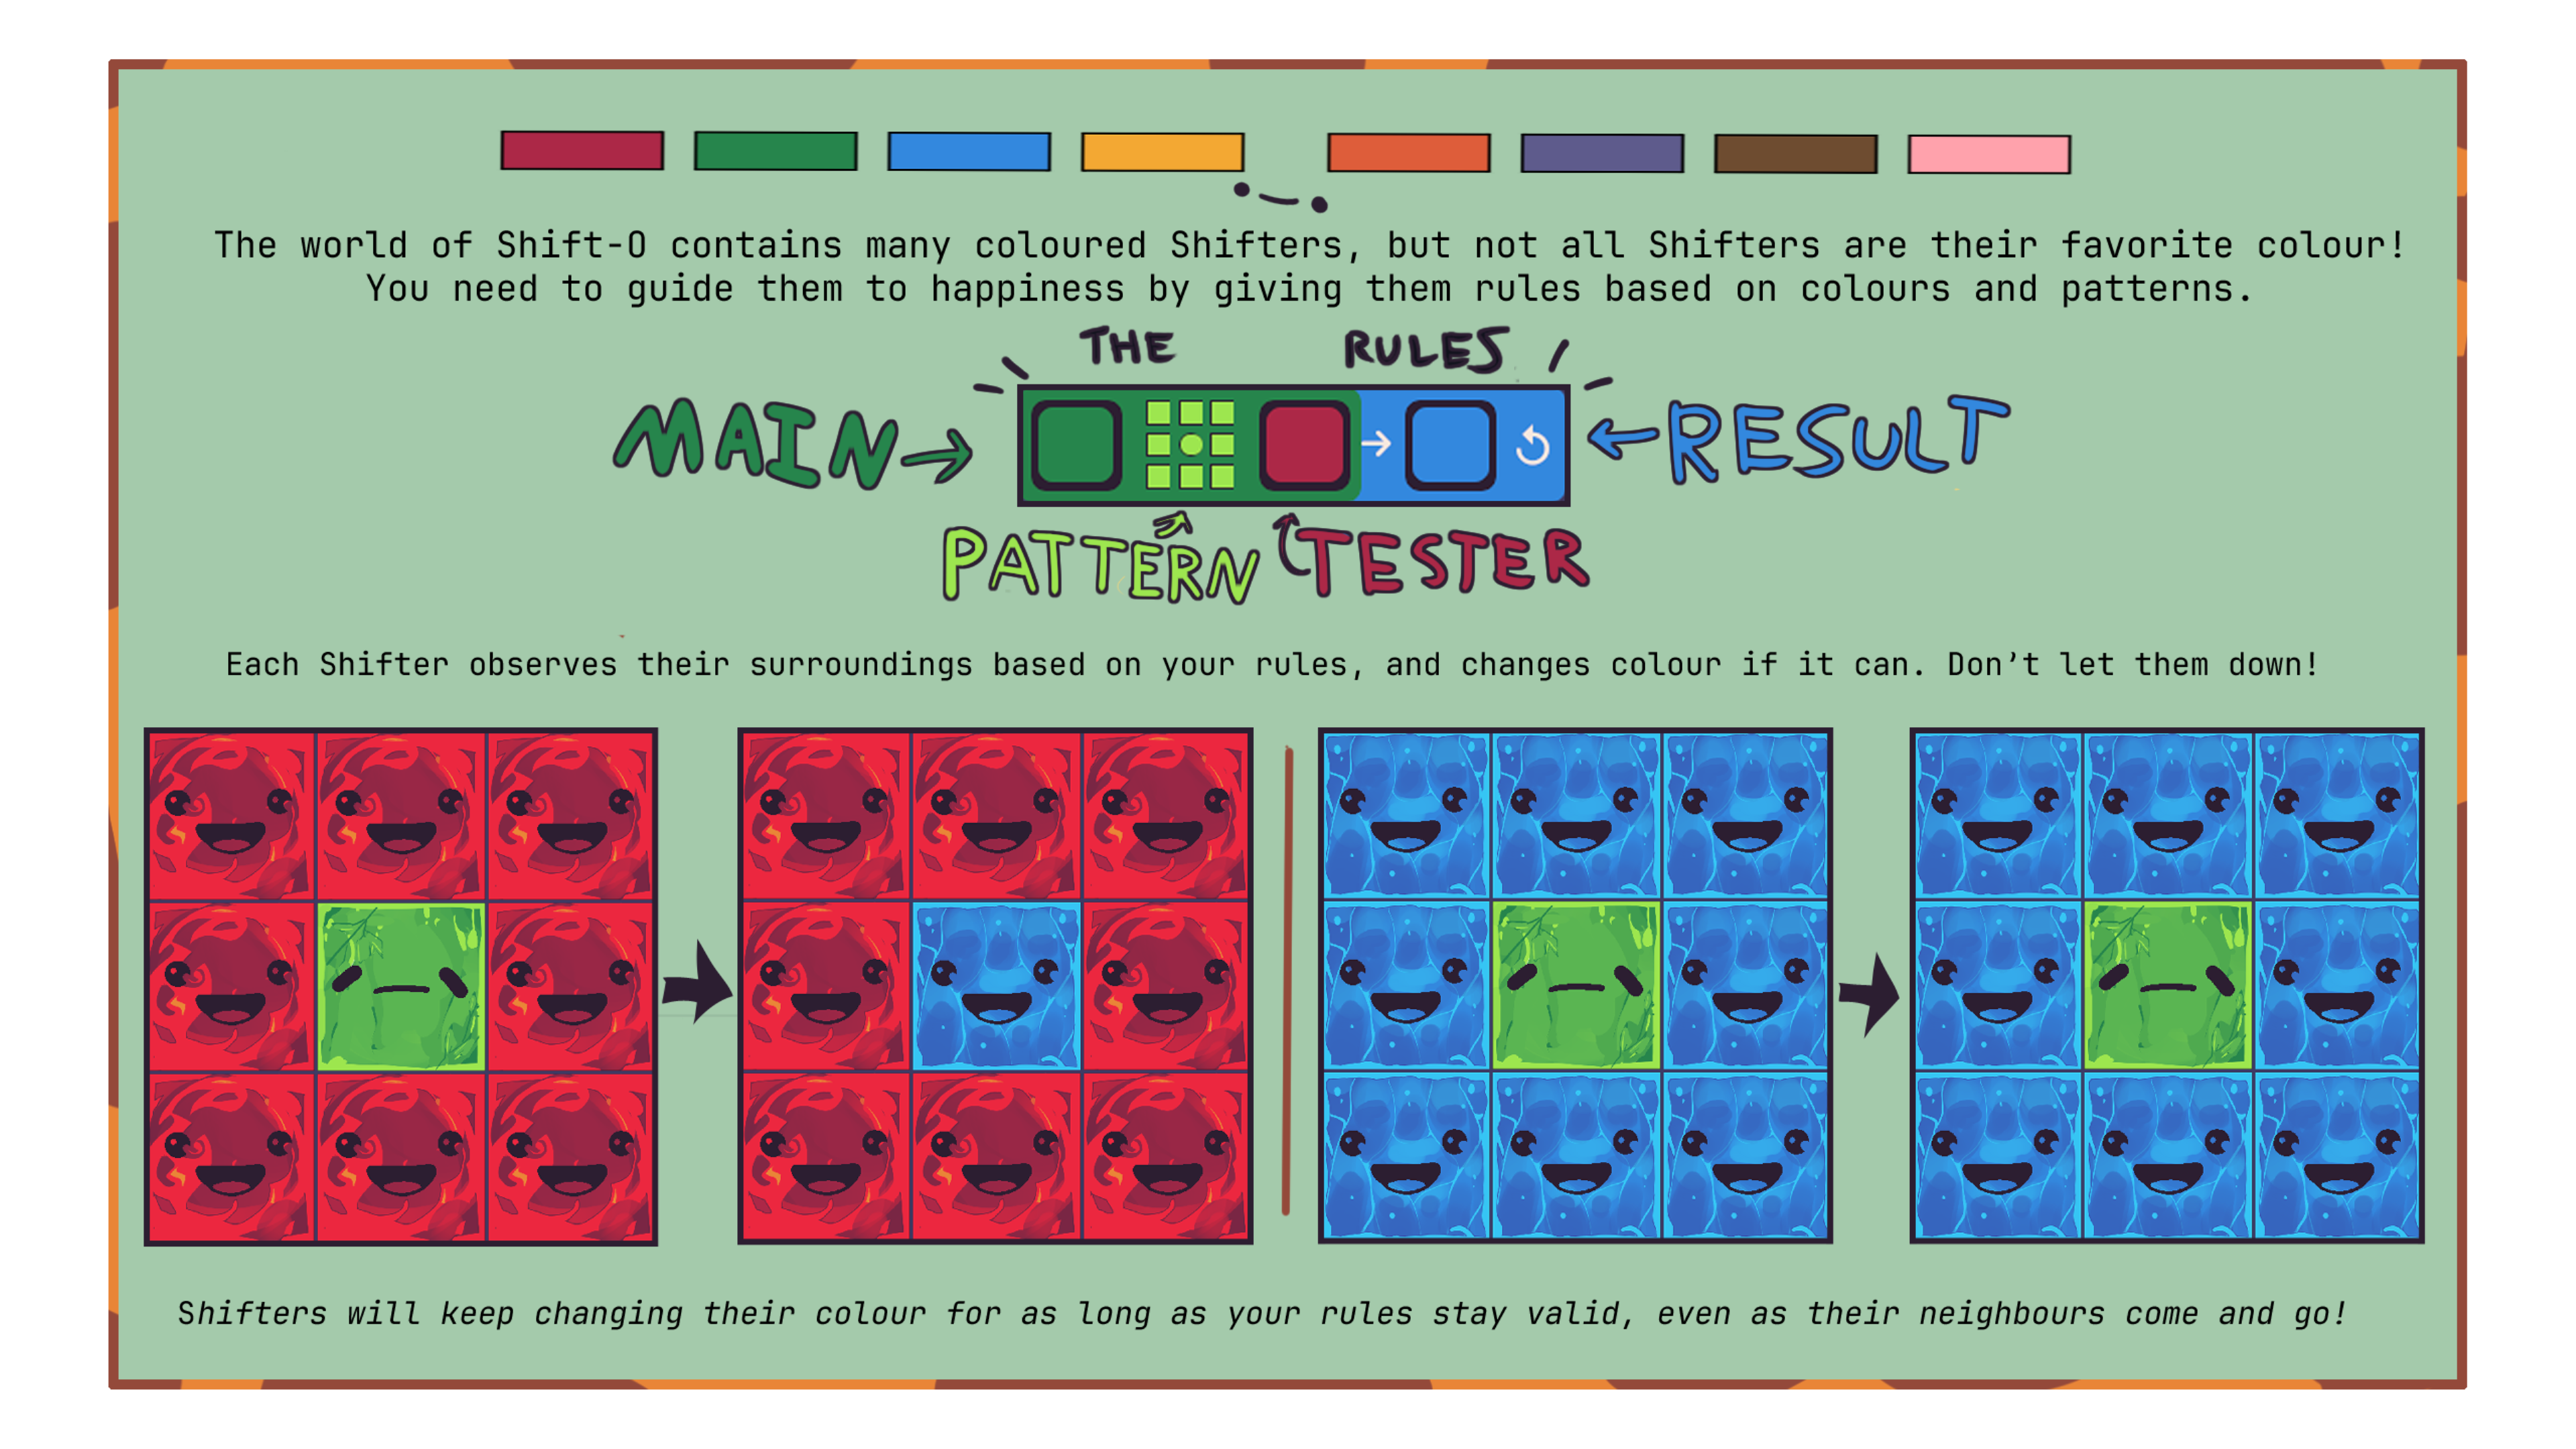 The world of Shift-O contains many coloured Shifters, but not all Shifters are their favorite colour!
You need to guide them to happiness by giving them rules based on colours and patterns.
THE RULES
MAIN
RESULT
PATTERN
TESTER
Each Shifter observes their surroundings based on your rules, and changes colour if it can. Don’t let them down!
Shifters will keep changing their colour for as long as your rules stay valid, even as their neighbours come and go!